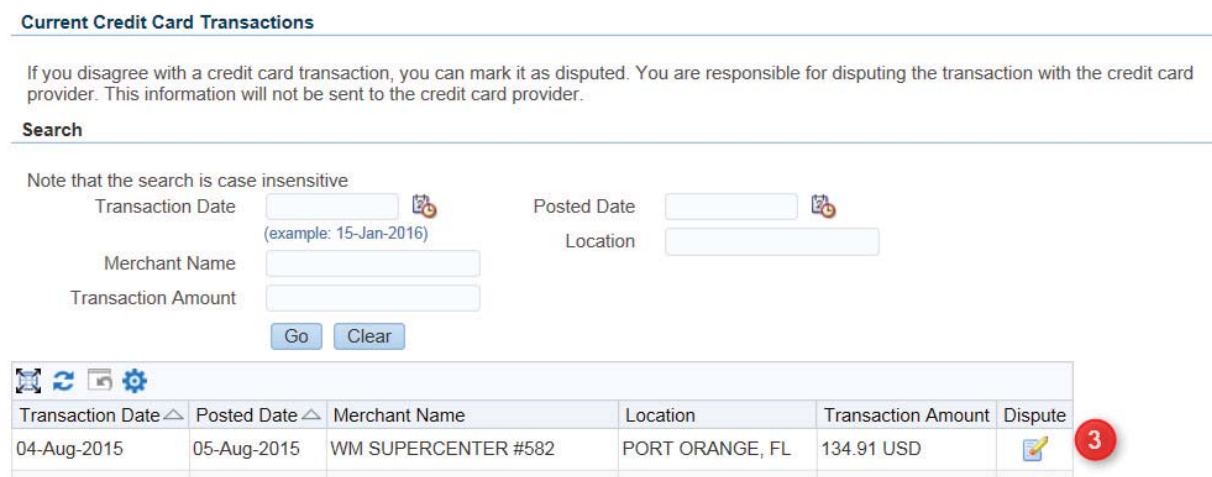 Current Credit Card Transactions
If you disagree with a credit card transaction, you can mark it as disputed. You are responsible for disputing the transaction with the credit card
provider. This information will not be sent to the credit card provider.
Search
Note that the search is case insensitive
Transaction Date Posted Date
(example: 15-Jan-2016) Location
Merchant Name
Transaction Amount
Go Clear
Transaction Date Posted Date Merchant Name Location Transaction Amount Dispute
04-Aug-2015 05-Aug-2015 WM SUPERCENTER #582 PORT ORANGE, FL 134.91 USD 3